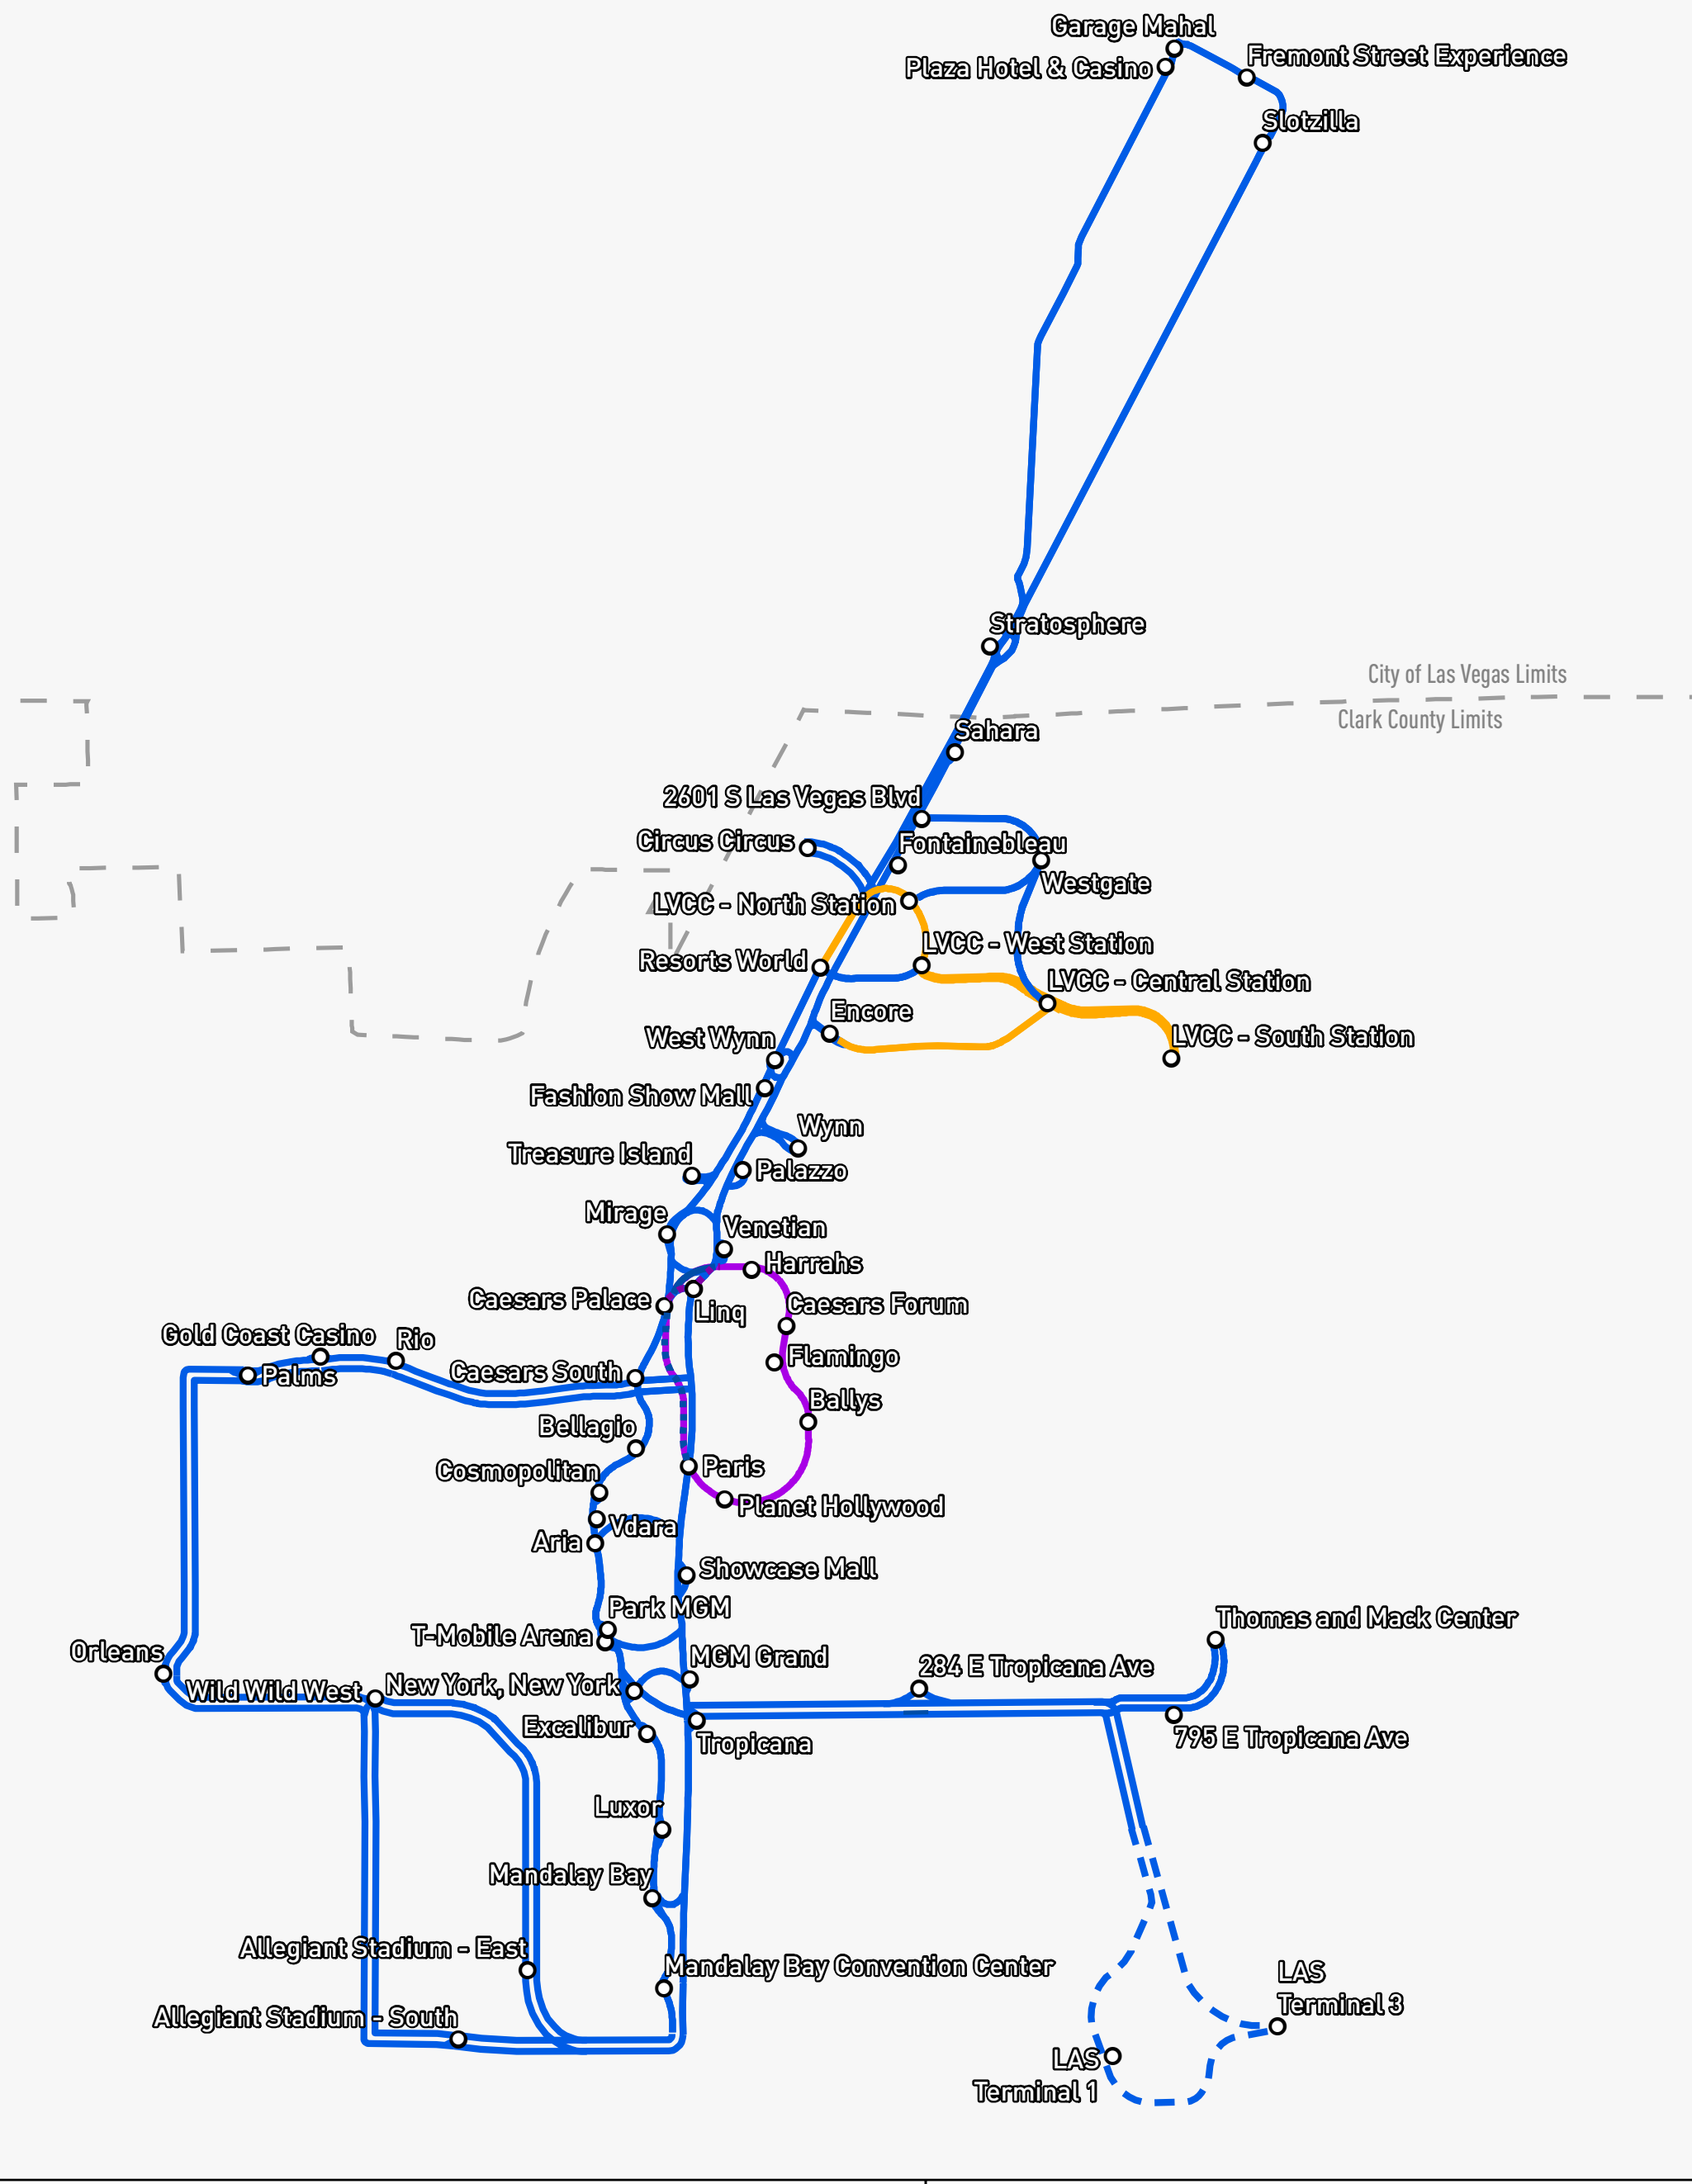 Garage Mahal
Fremont Street Experience
Plaza Hotel & Casino
Slotzilla
Stratosphere
City of Las Vegas Limits
Clark County Limits
Sahara
2601 S Las Vegas Blvd
Circus Circus
Fontainebleau
Westgate
LVCC - North Station
LVCC - West Station
Resorts World
LVCC - Central Station
Encore
West Wynn
LVCC - South Station
Fashion Show Mall
Wynn
Treasure Island
Palazzo
Mirage
Venetian
Harrahs
Caesars Palace
Linq
Caesars Forum
Gold Coast Casino
Rio
Flamingo
Caesars South
Palms
Ballys
Bellagio
Cosmopolitan
Paris
Planet Hollywood
Vdara
Aria
Showcase Mall
Park MGM
Thomas and Mack Center
T-Mobile Arena
Orleans
MGM Grand
284 E Tropicana Ave
New York, New York
Wild Wild West
Excalibur
Tropicana
795 E Tropicana Ave
Luxor
Mandalay Bay
Allegiant Stadium - East
Mandalay Bay Convention Center
LAS
Terminal 3
Allegiant Stadium - South
LAS
Terminal 1